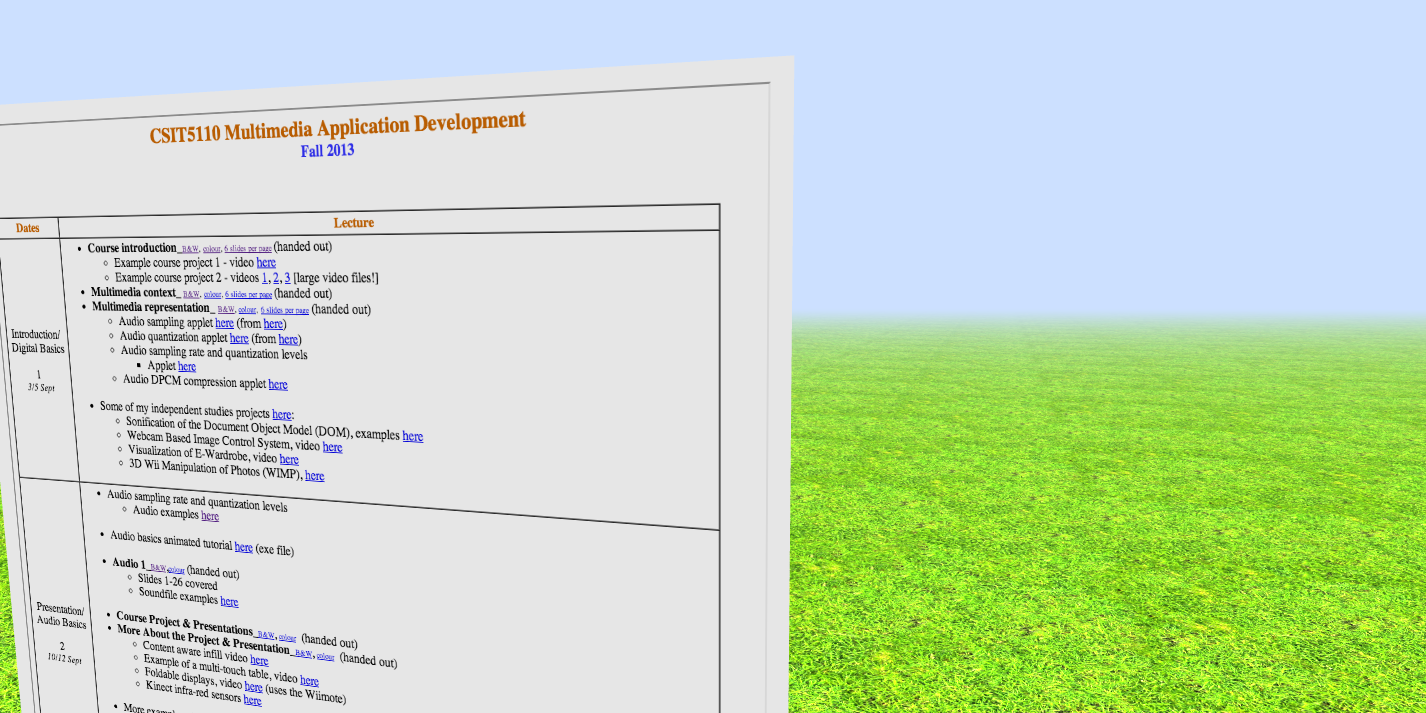 CSIT5110 Multimedia Application Development
Fall 2013
Dates Lecture
Introduction/
Digital Basics
1
3/5 Sept
• Course introduction B&W, colour, 6 slides per page (handed out)
Example course project 1 - video here
Example course project 2 - videos 1, 2, 3 [large video files!]
• Multimedia context B&W, colour, 6 slides per page (handed out)
• Multimedia representation B&W, colour, 6 slides per page (handed out)
Audio sampling applet here (from here)
Audio quantization applet here (from here)
Audio sampling rate and quantization levels
Applet here
Audio DPCM compression applet here
• Some of my independent studies projects here:
Sonification of the Document Object Model (DOM), examples here
Webcam Based Image Control System, video here
Visualization of E-Wardrobe, video here
3D Wii Manipulation of Photos (WIMP), here
Presentation/
Audio Basics
2
10/12 Sept
• Audio sampling rate and quantization levels
Audio examples here
• Audio basics animated tutorial here (exe file)
• Audio 1 B&W, colour (handed out)
Slides 1-26 covered
Soundfile examples here
• Course Project & Presentations B&W, colour (handed out)
• More About the Project & Presentation B&W, colour (handed out)
Content aware infill video here
Example of a multi-touch table, video here
Foldable displays, video here (uses the Wiimote)
Kinect infra-red sensors here
• More